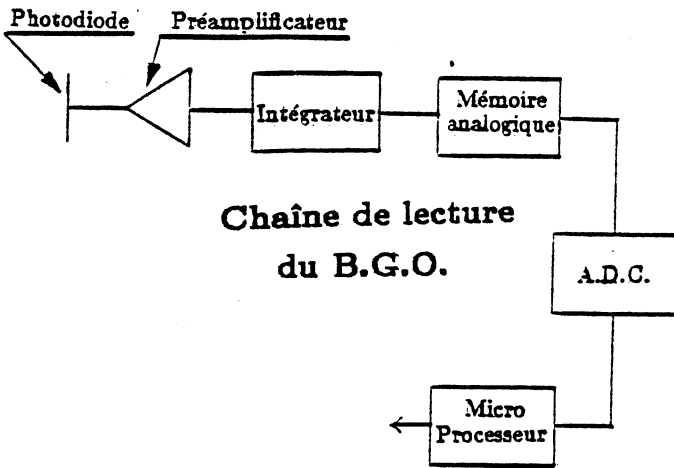 Photodiode
Préamplificateur
Intégrateur
Mémoire
analogique
Chaîne de lecture
du B.G.O.
A.D.C.
Micro
Processeur